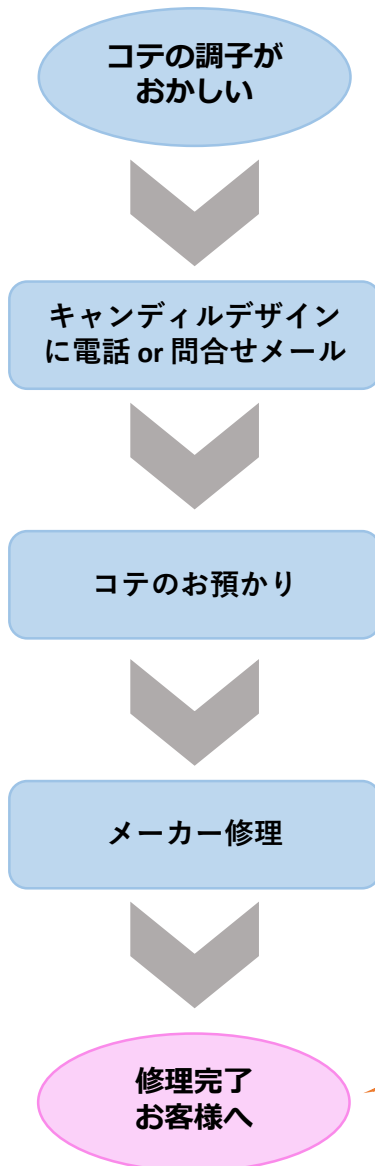 コテの調子が
おかしい
キャンディルデザイン
に電話 or 問合せメール
コテのお預かり
メーカー修理
修理完了
お客様へ